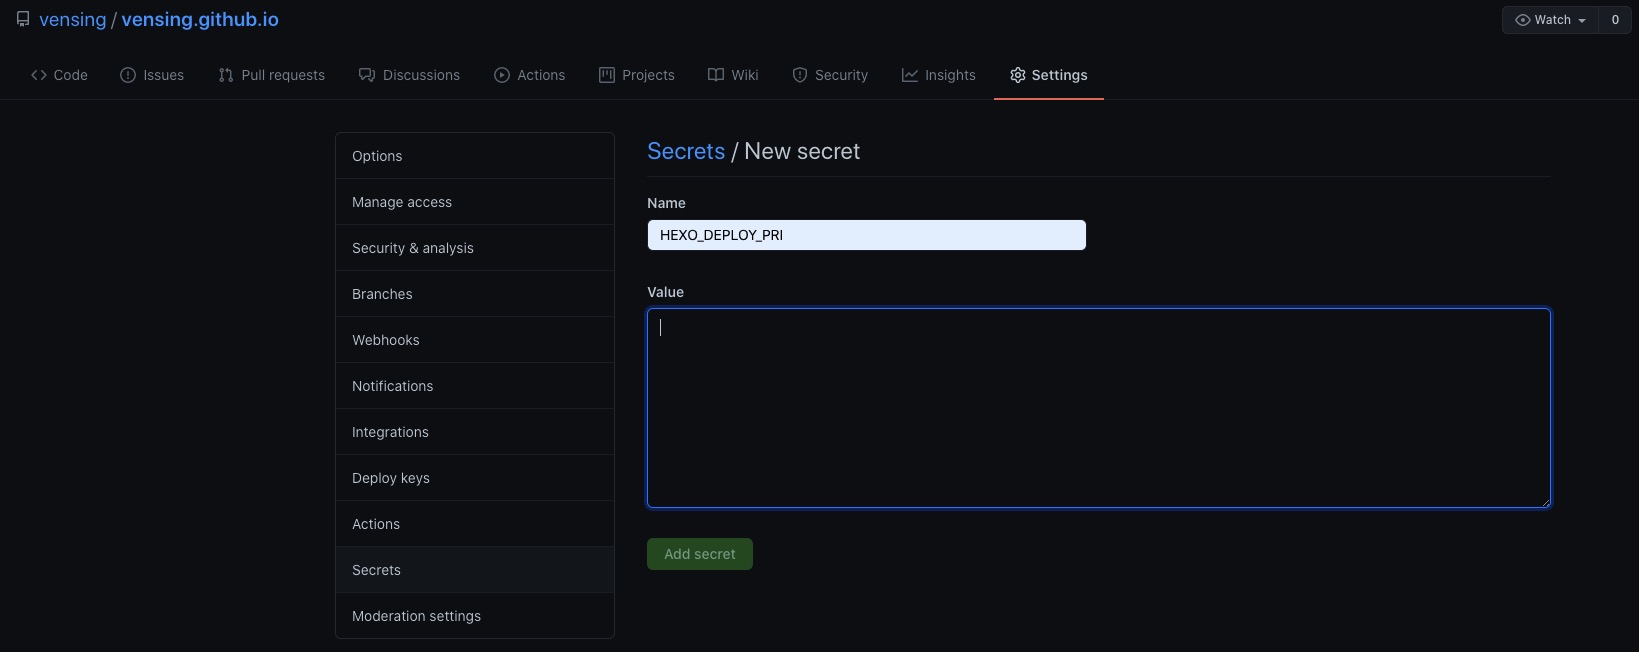 vensing / vensing.github.io
Watch 0
Code Issues Pull requests Discussions Actions Projects Wiki Security Insights Settings
Options
Manage access
Security & analysis
Branches
Webhooks
Notifications
Integrations
Deploy keys
Actions
Secrets
Moderation settings
Secrets / New secret
Name
HEXO_DEPLOY_PRI
Value
Add secret